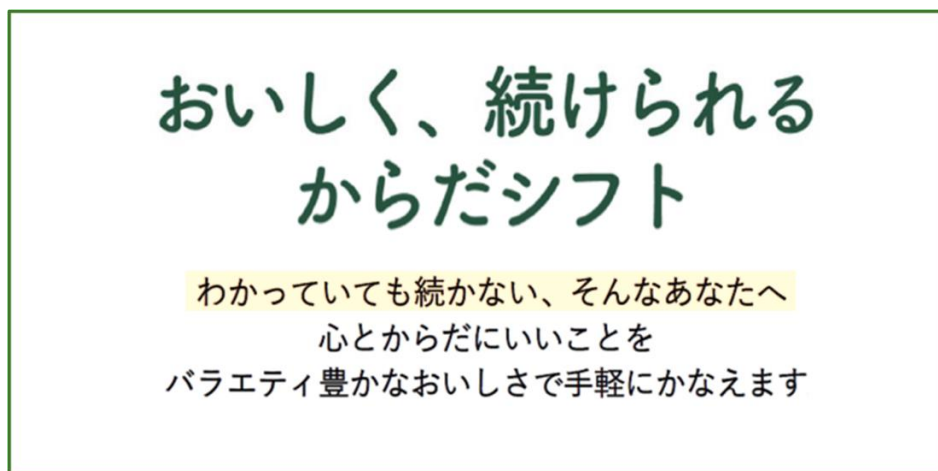 おいしく、続けられる
からだシフト
わかっていても続かない、そんなあなたへ
心とからだにいいことを
バラエティ豊かなおいしさで手軽にかなえます